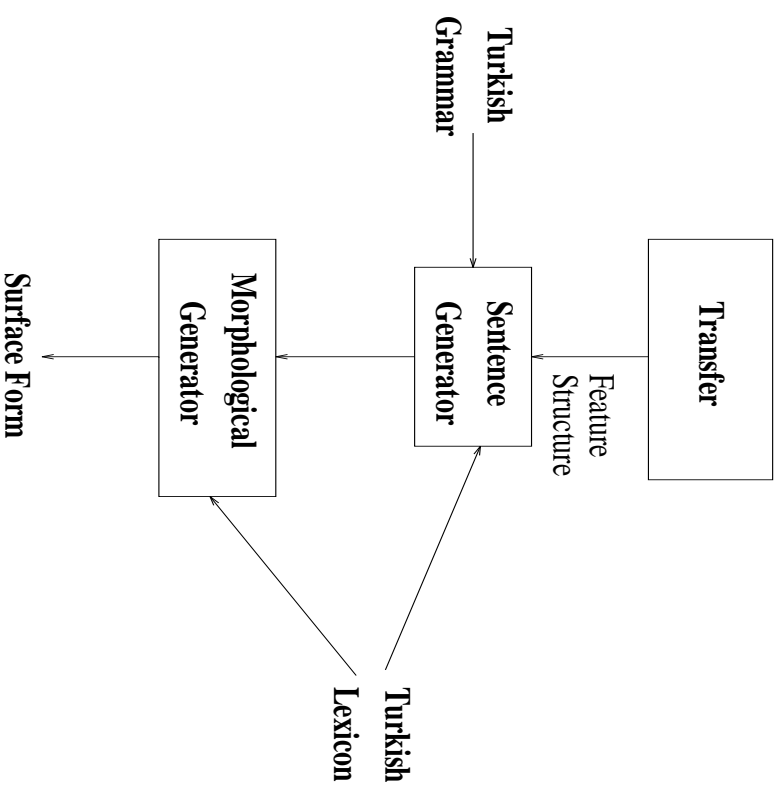 Transfer
Feature
Structure
Turkish
Grammar
Sentence
Generator
Turkish
Lexicon
Morphological
Generator
Surface Form